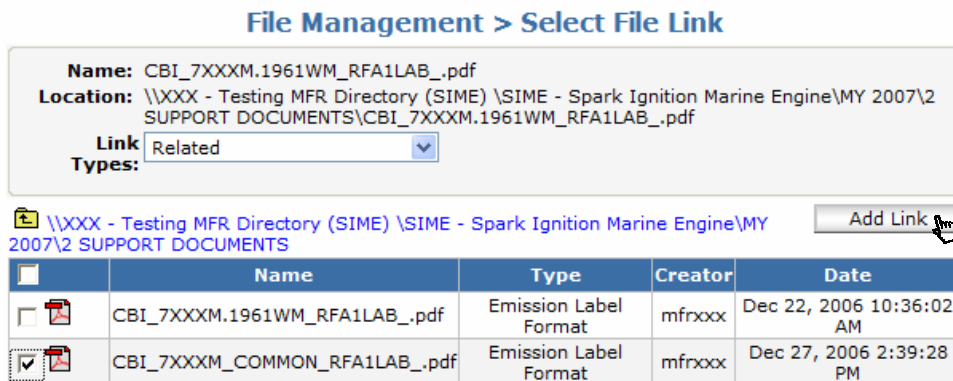 File Management > Select File Link
Name: CBI_7XXXM.1961WM_RFA1LAB_.pdf
Location: \\XXX - Testing MFR Directory (SIME) \SIME - Spark Ignition Marine Engine\MY 2007\2
SUPPORT DOCUMENTS\CBI_7XXXM.1961WM_RFA1LAB_.pdf
Link Types: Related
\\XXX - Testing MFR Directory (SIME) \SIME - Spark Ignition Marine Engine\MY
2007\2 SUPPORT DOCUMENTS
Add Link
Name Type Creator Date
CBI_7XXXM.1961WM_RFA1LAB_.pdf Emission Label Format mfrxxx Dec 22, 2006 10:36:02 AM
CBI_7XXXM_COMMON_RFA1LAB_.pdf Emission Label Format mfrxxx Dec 27, 2006 2:39:28 PM